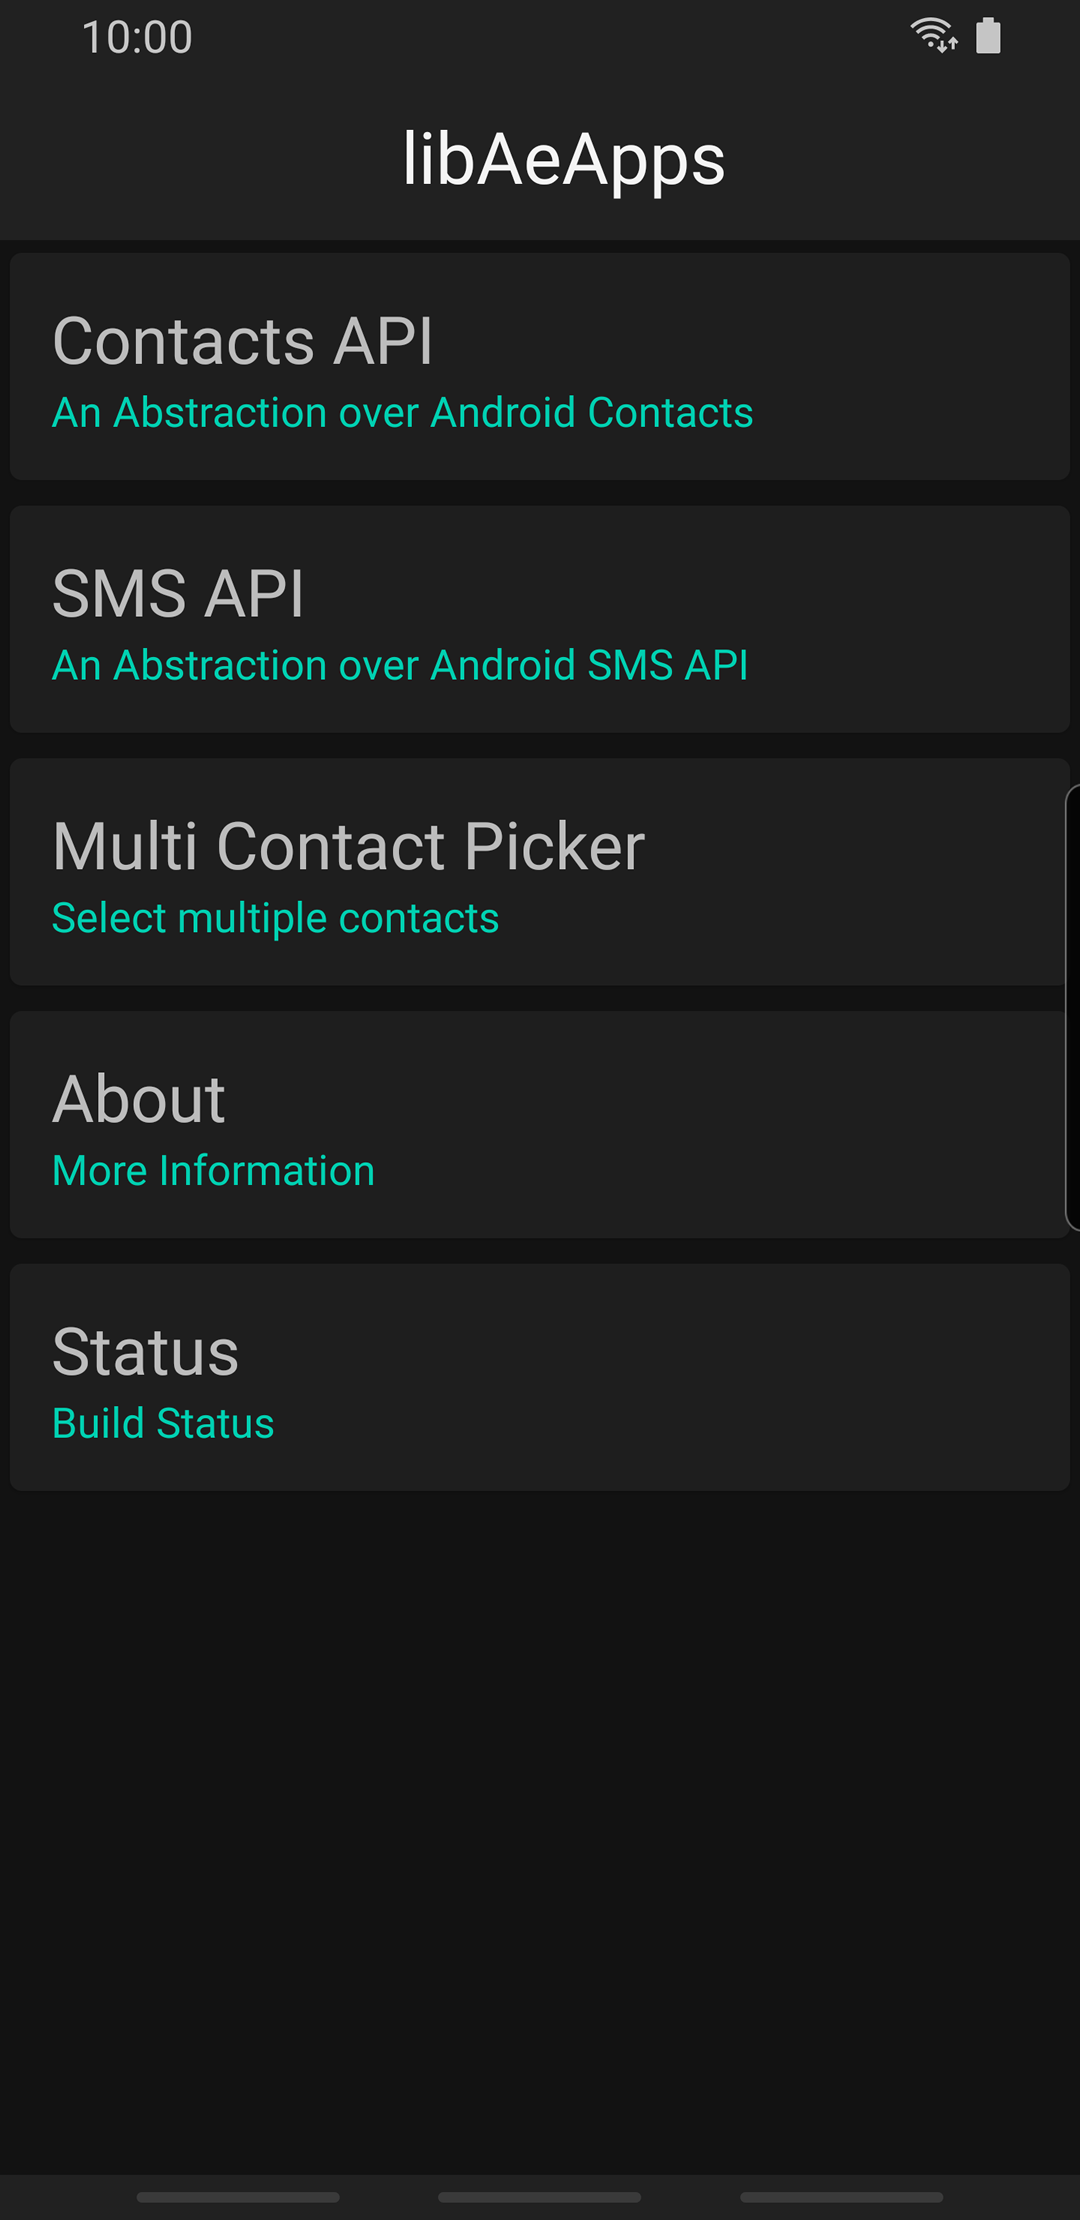 10:00
libAeApps
Contacts API
An Abstraction over Android Contacts
SMS API
An Abstraction over Android SMS API
Multi Contact Picker
Select multiple contacts
About
More Information
Status
Build Status